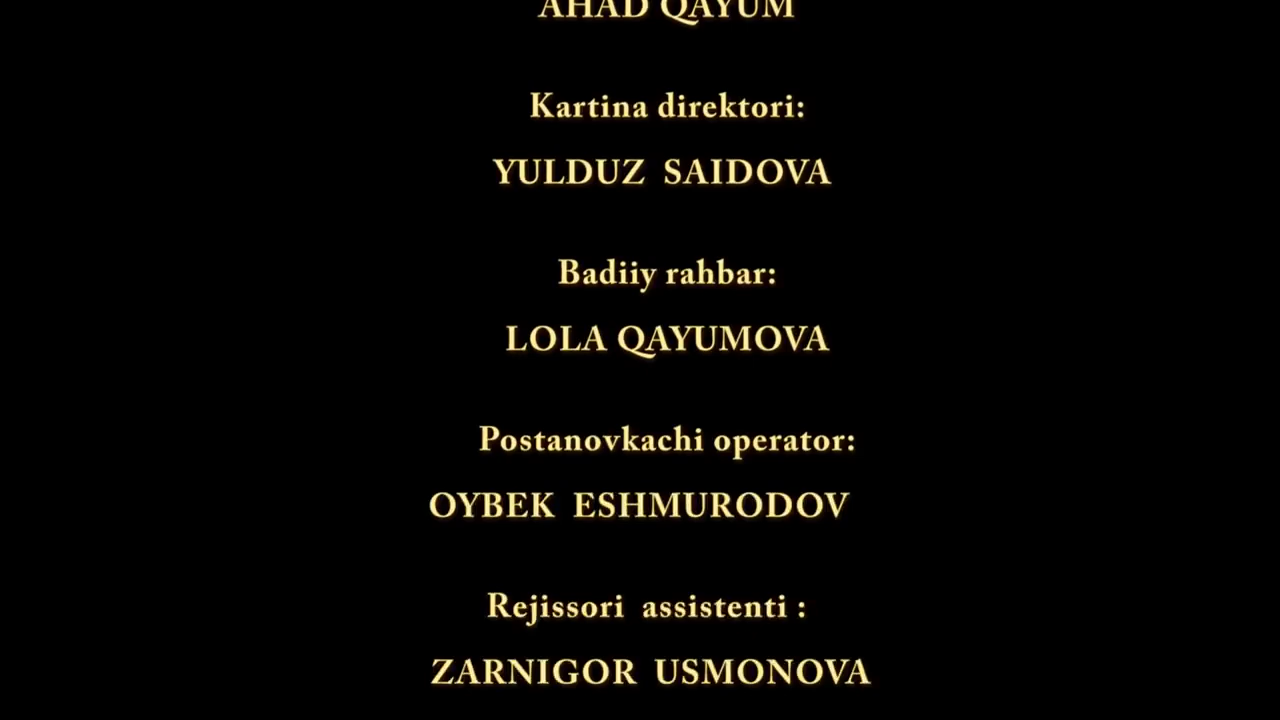 AHAD QAYUM
Kartina direktori:
YULDUZ SAIDOVA
Badiiy rahbar:
LOLA QAYUMOVA
Postanovkachi operator:
OYBEK ESHMURODOV
Rejissori assistenti :
ZARNIGOR USMONOVA